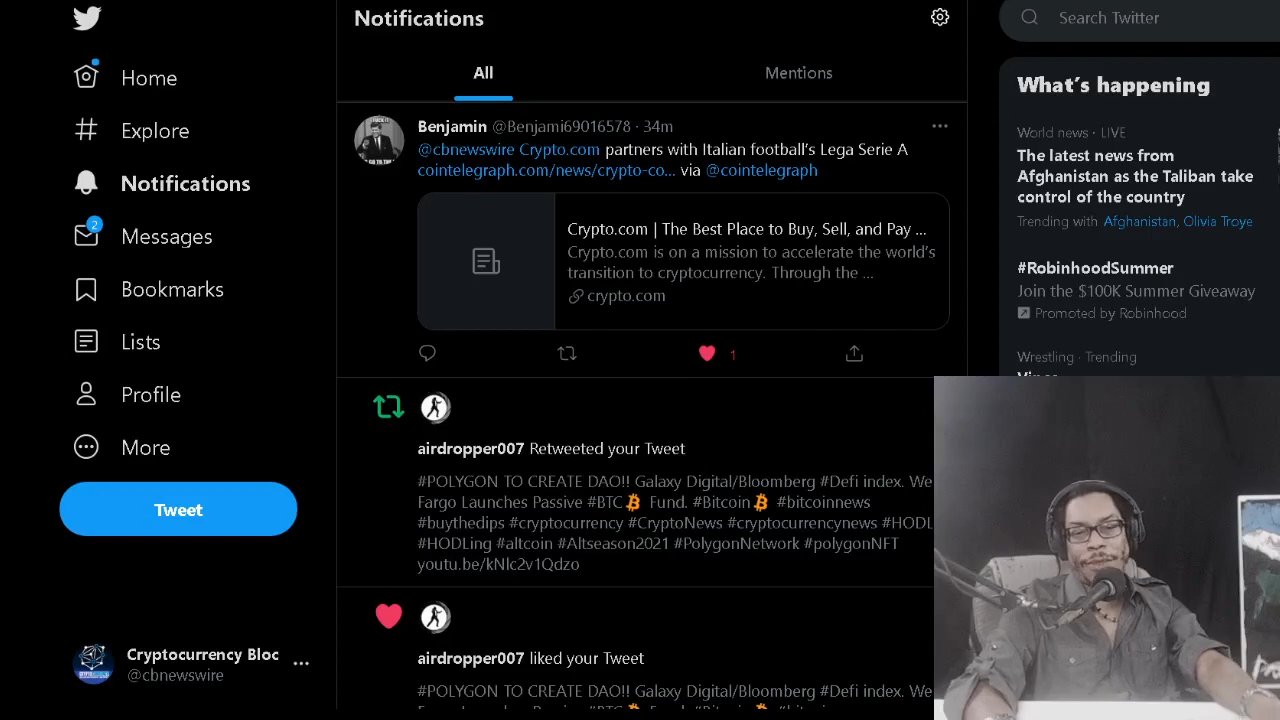 Notifications
Search Twitter
Home
Explore
Notifications
2
Messages
Bookmarks
Lists
Profile
More
Tweet
Cryptocurrency Bloc
@cbnewswire
All
Mentions
Benjamin @Benjami69016578 · 34m
@cbnewswire Crypto.com partners with Italian football's Lega Serie A
cointelegraph.com/news/crypto-co... via @cointelegraph
Crypto.com | The Best Place to Buy, Sell, and Pay ...
Crypto.com is on a mission to accelerate the world's
transition to cryptocurrency. Through the ...
crypto.com
1
airdropper007 Retweeted your Tweet
#POLYGON TO CREATE DAO!! Galaxy Digital/Bloomberg #Defi index. We
Fargo Launches Passive #BTC Fund. #Bitcoin #bitcoinnews
#buythedips #cryptocurrency #CryptoNews #cryptocurrencynews #HODL
#HODLing #altcoin #Altseason2021 #PolygonNetwork #polygonNFT
youtu.be/kNlc2v1Qdzo
airdropper007 liked your Tweet
#POLYGON TO CREATE DAO!! Galaxy Digital/Bloomberg #Defi index. We
What's happening
World news · LIVE
The latest news from
Afghanistan as the Taliban take
control of the country
Trending with Afghanistan, Olivia Troye
#RobinhoodSummer
Join the $100K Summer Giveaway
Promoted by Robinhood
Wrestling · Trending